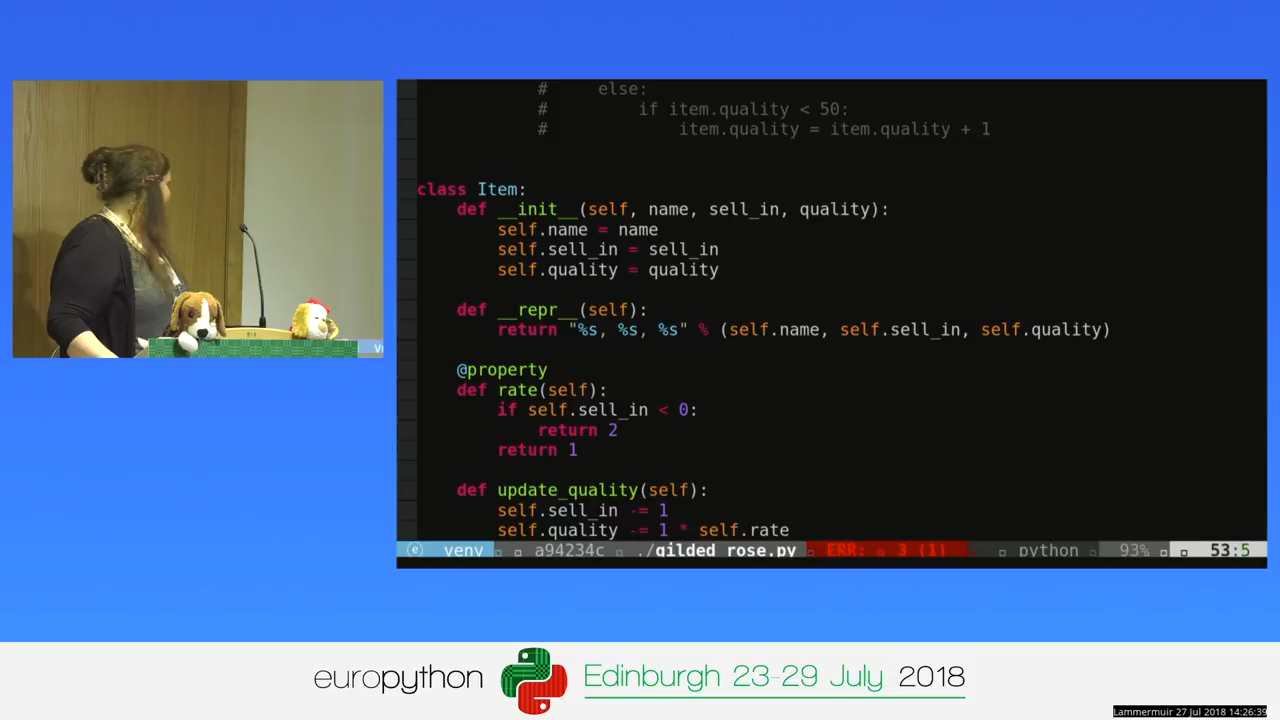 #     else:
#         if item.quality < 50:
#             item.quality = item.quality + 1
class Item:
    def __init__(self, name, sell_in, quality):
        self.name = name
        self.sell_in = sell_in
        self.quality = quality
    def __repr__(self):
        return "%s, %s, %s" % (self.name, self.sell_in, self.quality)
    @property
    def rate(self):
        if self.sell_in < 0:
            return 2
        return 1
    def update_quality(self):
        self.sell_in -= 1
        self.quality -= 1 * self.rate
venv a94234c ./gilded_rose.py ERR: 3 (1) python 93% 53:5
europython Edinburgh 23-29 July 2018
Lammermuir 27 Jul 2018 14:26:39